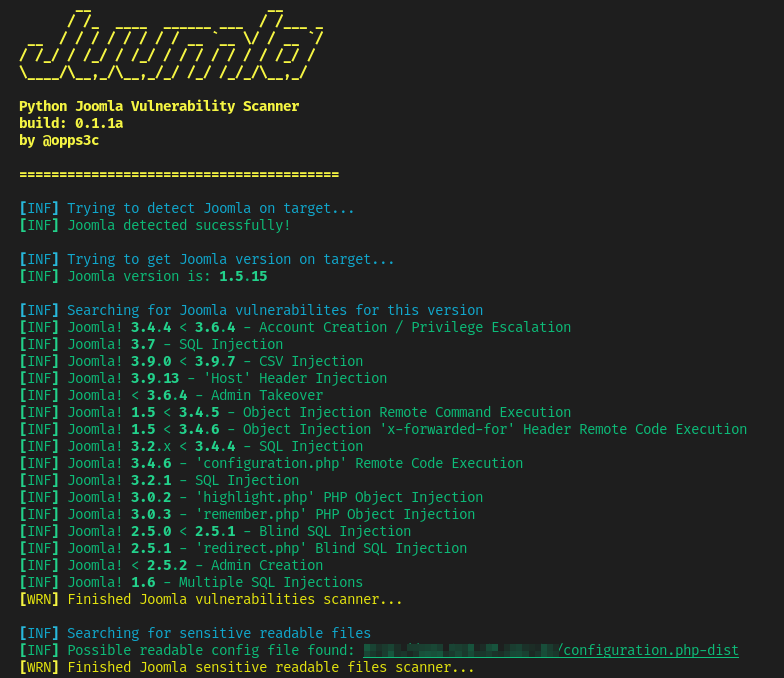 Python Joomla Vulnerability Scanner
build: 0.1.1a
by @opps3c
========================================
[INF] Trying to detect Joomla on target...
[INF] Joomla detected sucessfully!
[INF] Trying to get Joomla version on target...
[INF] Joomla version is: 1.5.15
[INF] Searching for Joomla vulnerabilites for this version
[INF] Joomla! 3.4.4 < 3.6.4 - Account Creation / Privilege Escalation
[INF] Joomla! 3.7 - SQL Injection
[INF] Joomla! 3.9.0 < 3.9.7 - CSV Injection
[INF] Joomla! 3.9.13 - 'Host' Header Injection
[INF] Joomla! < 3.6.4 - Admin Takeover
[INF] Joomla! 1.5 < 3.4.5 - Object Injection Remote Command Execution
[INF] Joomla! 1.5 < 3.4.6 - Object Injection 'x-forwarded-for' Header Remote Code Execution
[INF] Joomla! 3.2.x < 3.4.4 - SQL Injection
[INF] Joomla! 3.4.6 - 'configuration.php' Remote Code Execution
[INF] Joomla! 3.2.1 - SQL Injection
[INF] Joomla! 3.0.2 - 'highlight.php' PHP Object Injection
[INF] Joomla! 3.0.3 - 'remember.php' PHP Object Injection
[INF] Joomla! 2.5.0 < 2.5.1 - Blind SQL Injection
[INF] Joomla! 2.5.1 - 'redirect.php' Blind SQL Injection
[INF] Joomla! < 2.5.2 - Admin Creation
[INF] Joomla! 1.6 - Multiple SQL Injections
[WRN] Finished Joomla vulnerabilities scanner...
[INF] Searching for sensitive readable files
[INF] Possible readable config file found: /configuration.php-dist
[WRN] Finished Joomla sensitive readable files scanner...